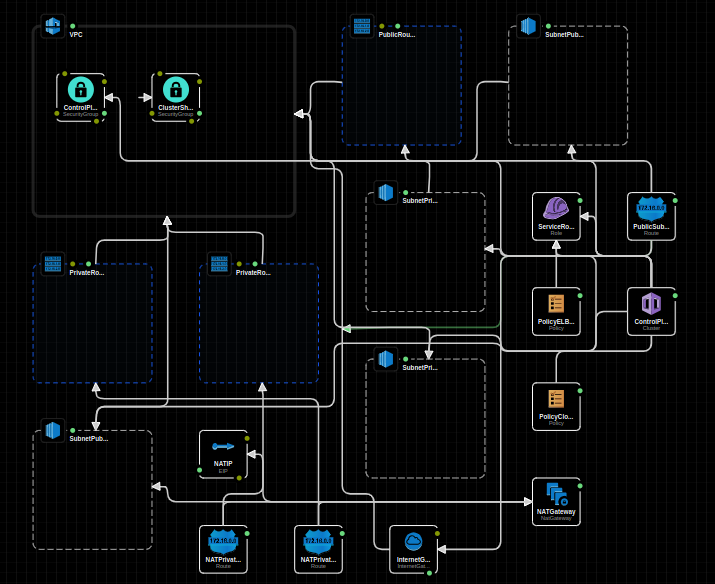 VPC
PublicRou...
SubnetPub...
ControlPl...
SecurityGroup
ClusterSh...
SecurityGroup
SubnetPri...
ServiceRo...
Role
172.16.0.0
PublicSub...
Route
PrivateRo...
PrivateRo...
PolicyELB...
Policy
ControlPl...
Cluster
SubnetPri...
PolicyClo...
Policy
SubnetPub...
NATIP
EIP
NATGateway
NatGateway
172.16.0.0
NATPrivat...
Route
172.16.0.0
NATPrivat...
Route
InternetG...
InternetGat...